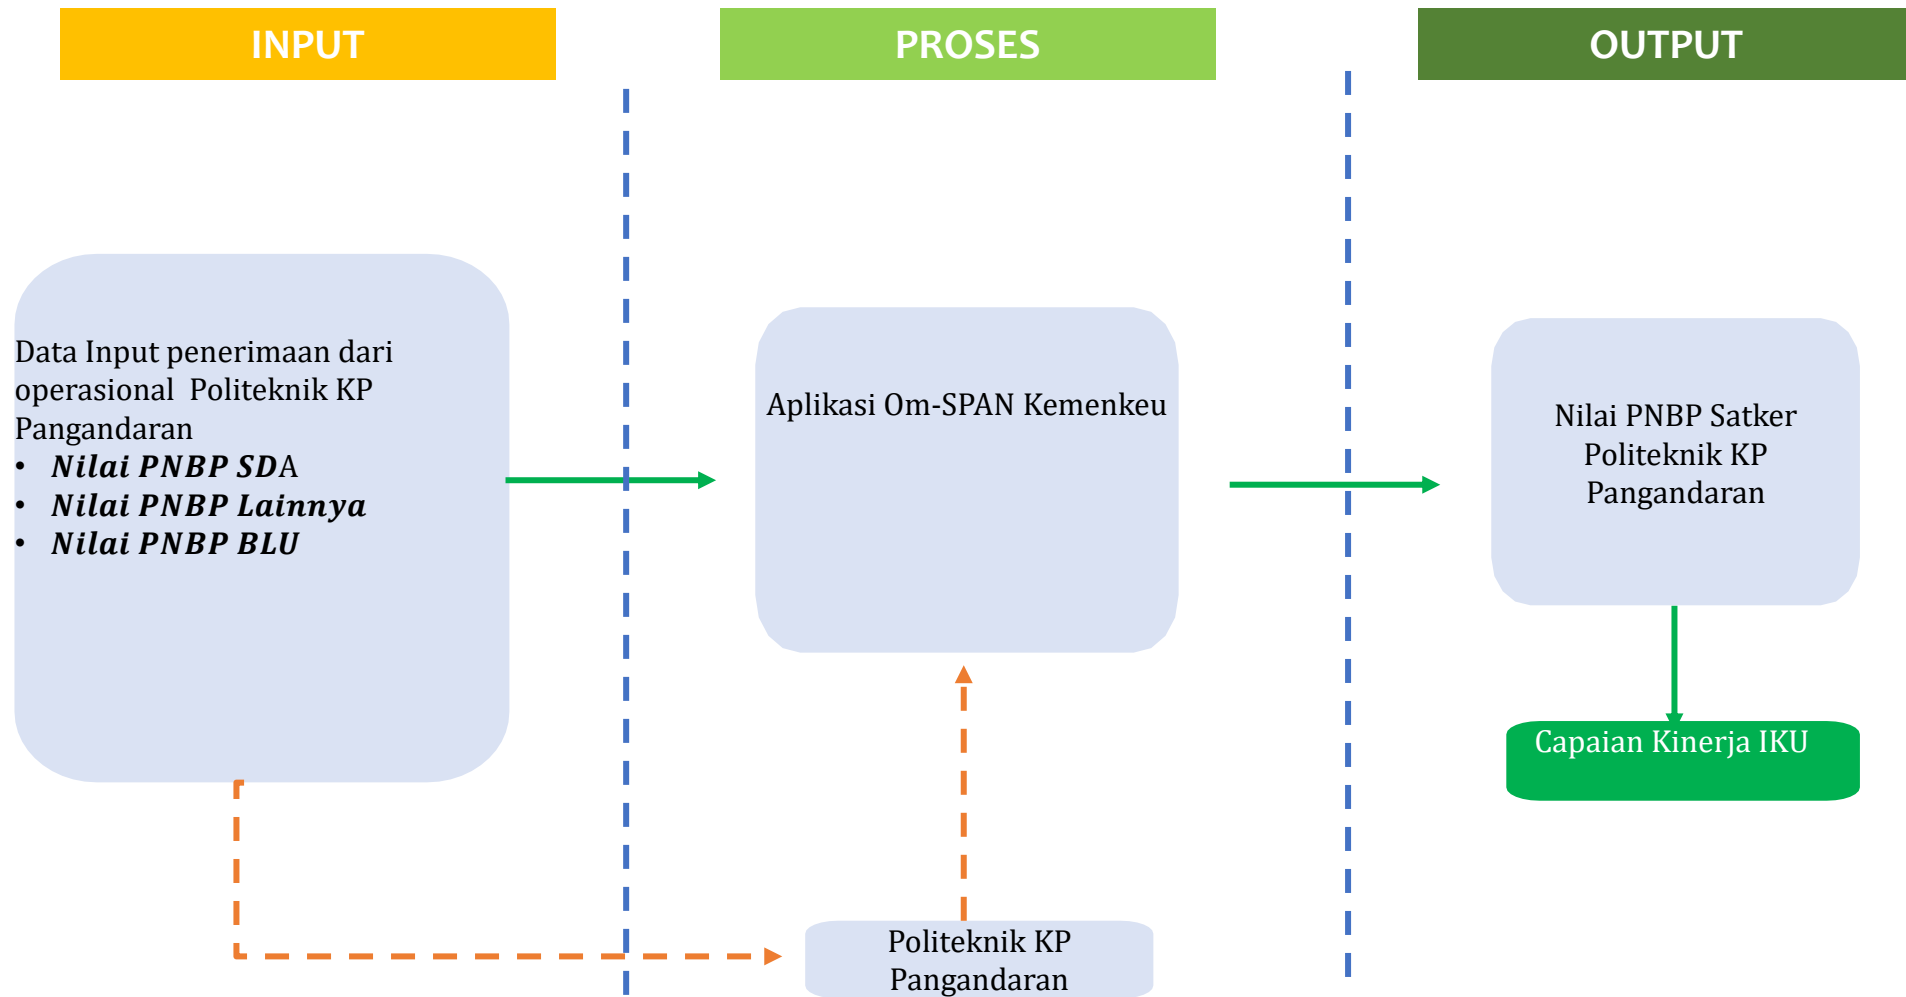 INPUT
PROSES
OUTPUT
Data Input penerimaan dari
operasional Politeknik KP
Pangandaran
• Nilai PNBP SDA
• Nilai PNBP Lainnya
• Nilai PNBP BLU
Aplikasi Om-SPAN Kemenkeu
Nilai PNBP Satker
Politeknik KP
Pangandaran
Capaian Kinerja IKU
Politeknik KP
Pangandaran